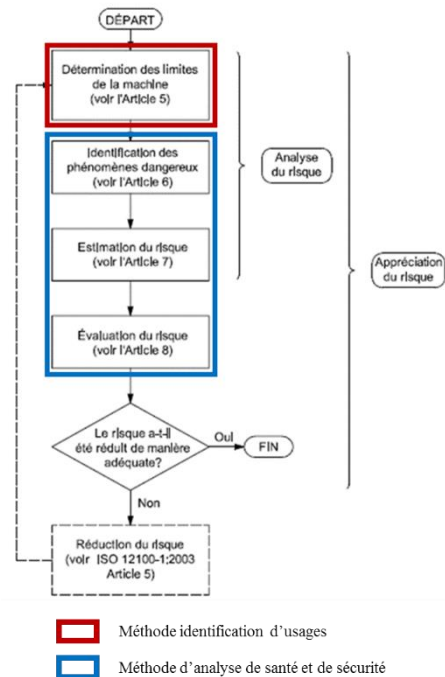 DÉPART
Détermination des limites
de la machine
(voir l'Article 5)
Identification des
phénomènes dangereux
(voir l'Article 6)
Analyse
du risque
Estimation du risque
(voir l'Article 7)
Appréciation
du risque
Évaluation du risque
(voir l'Article 8)
Le risque a-t-il
été réduit de manière
adéquate?
Oui
FIN
Non
Réduction du risque
(voir ISO 12100-1:2003
Article 5)
Méthode identification d'usages
Méthode d'analyse de santé et de sécurité